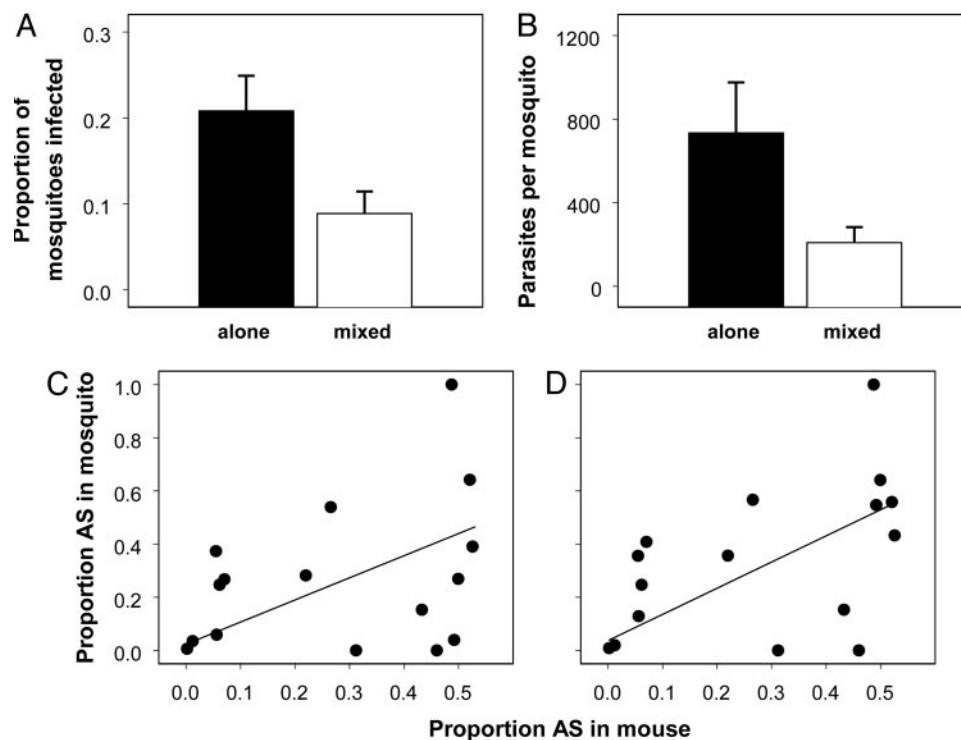 A
B
Proportion of
mosquitoes infected
0.3
0.2
0.1
0.0
alone
mixed
Parasites per mosquito
1200
800
400
0
alone
mixed
C
D
Proportion AS in mosquito
1.0
0.8
0.6
0.4
0.2
0.0
0.0 0.1 0.2 0.3 0.4 0.5
0.0 0.1 0.2 0.3 0.4 0.5
Proportion AS in mouse